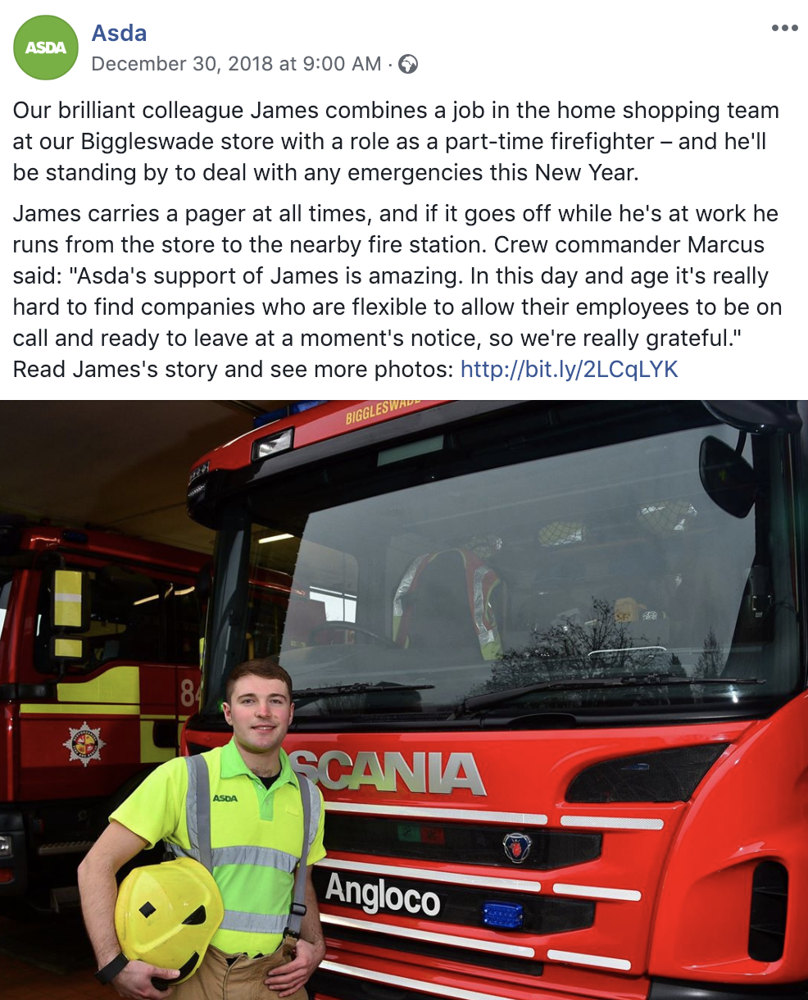 ASDA
Asda
December 30, 2018 at 9:00 AM ·
Our brilliant colleague James combines a job in the home shopping team
at our Biggleswade store with a role as a part-time firefighter – and he'll
be standing by to deal with any emergencies this New Year.
James carries a pager at all times, and if it goes off while he's at work he
runs from the store to the nearby fire station. Crew commander Marcus
said: "Asda's support of James is amazing. In this day and age it's really
hard to find companies who are flexible to allow their employees to be on
call and ready to leave at a moment's notice, so we're really grateful."
Read James's story and see more photos: http://bit.ly/2LCqLYK
BIGGLESWADE
84
SCANIA
ASDA
Angloco